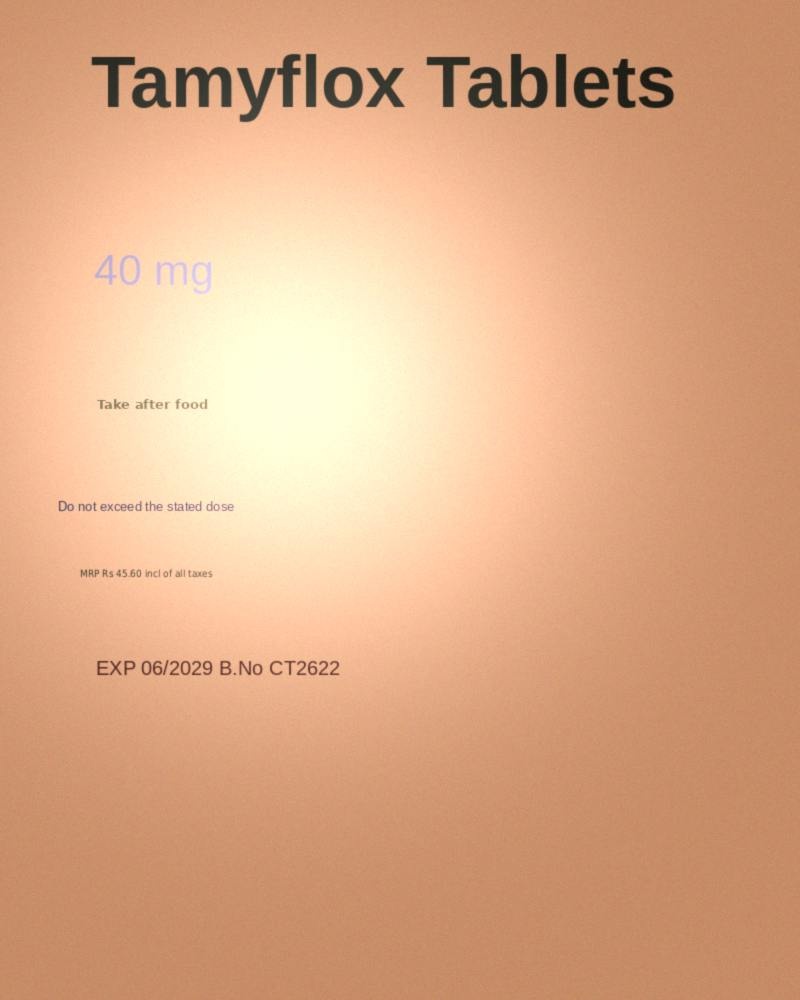 Tamyflox Tablets
40 mg
Take after food
Do not exceed the stated dose
MRP Rs 45.60 incl of all taxes
EXP 06/2029 B.No CT2622